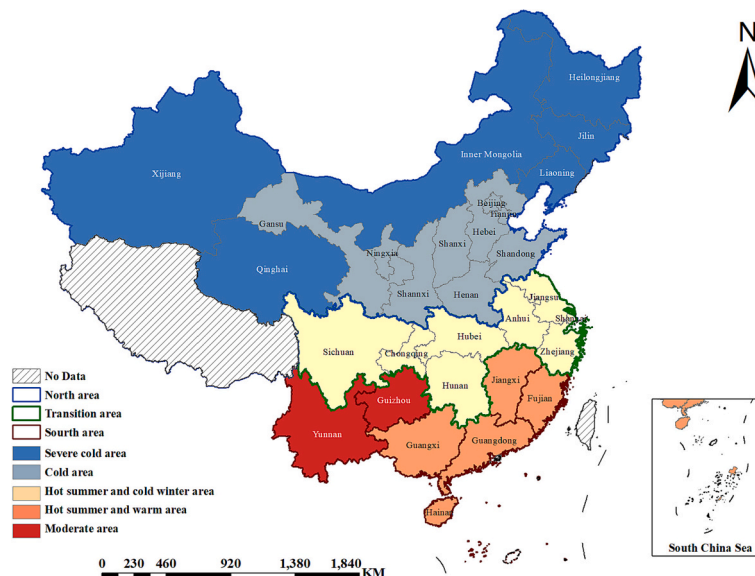 N
Heilongjiang
Jilin
Inner Mongolia
Liaoning
Xijiang
Beijing
Tianjin
Gansu
Hebei
Ningxia
Shanxi
Shandong
Qinghai
Shannxi
Henan
Jiangsu
Anhui
Hubei
Sichuan
Chongqing
Zhejiang
Hunan
Jiangxi
Guizhou
Fujian
Yunnan
Guangxi
Guangdong
Hainan
No Data
North area
Transition area
Sourth area
Severe cold area
Cold area
Hot summer and cold winter area
Hot summer and warm area
Moderate area
South China Sea
0 230 460 920 1,380 1,840
KM